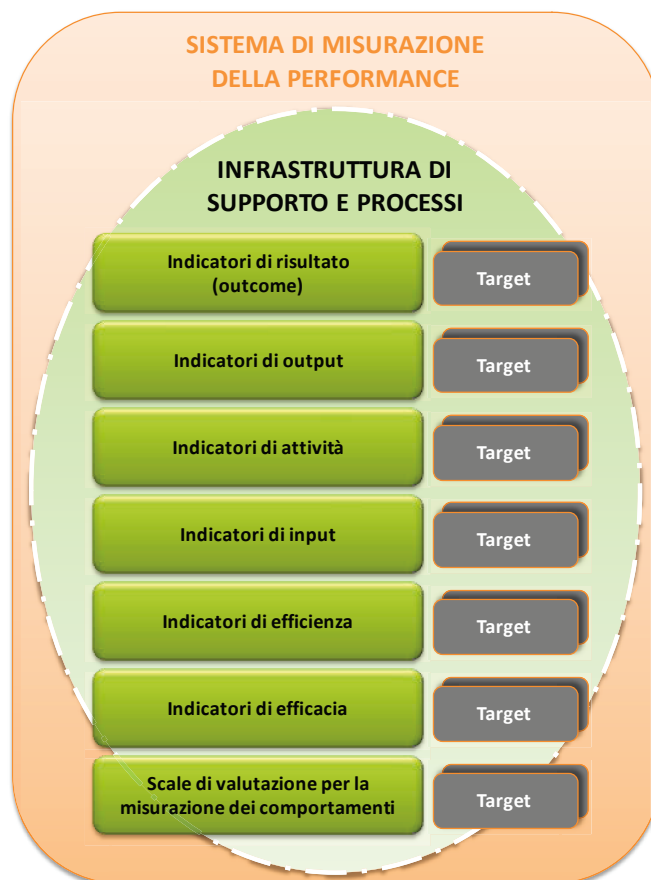 SISTEMA DI MISURAZIONE
DELLA PERFORMANCE
INFRASTRUTTURA DI
SUPPORTO E PROCESSI
Indicatori di risultato
(outcome)
Target
Indicatori di output
Target
Indicatori di attività
Target
Indicatori di input
Target
Indicatori di efficienza
Target
Indicatori di efficacia
Target
Scale di valutazione per la
misurazione dei comportamenti
Target